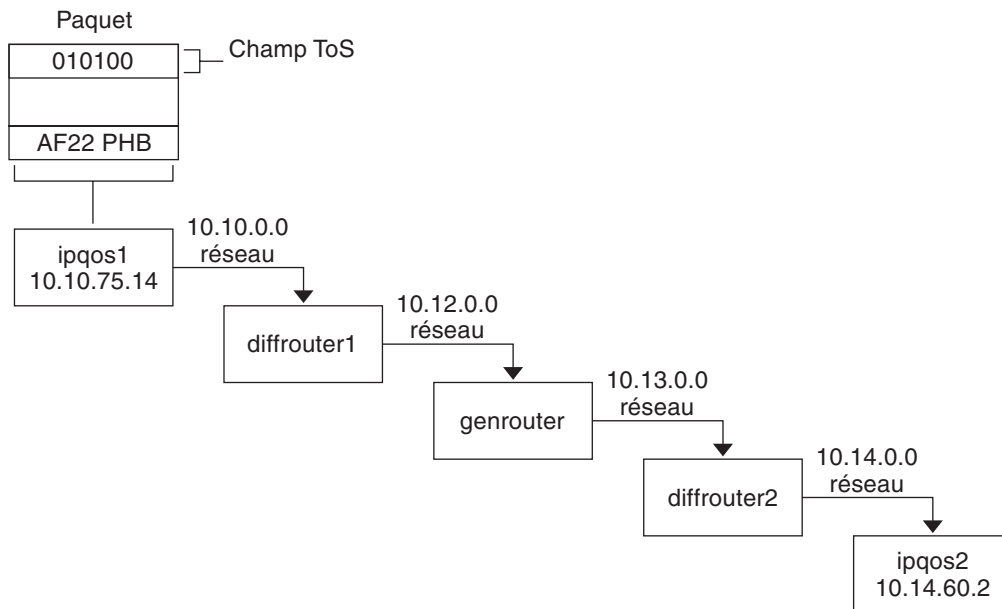 Paquet
010100
Champ ToS
AF22 PHB
ipqos1
10.10.75.14
10.10.0.0
réseau
diffrouter1
10.12.0.0
réseau
genrouter
10.13.0.0
réseau
diffrouter2
10.14.0.0
réseau
ipqos2
10.14.60.2